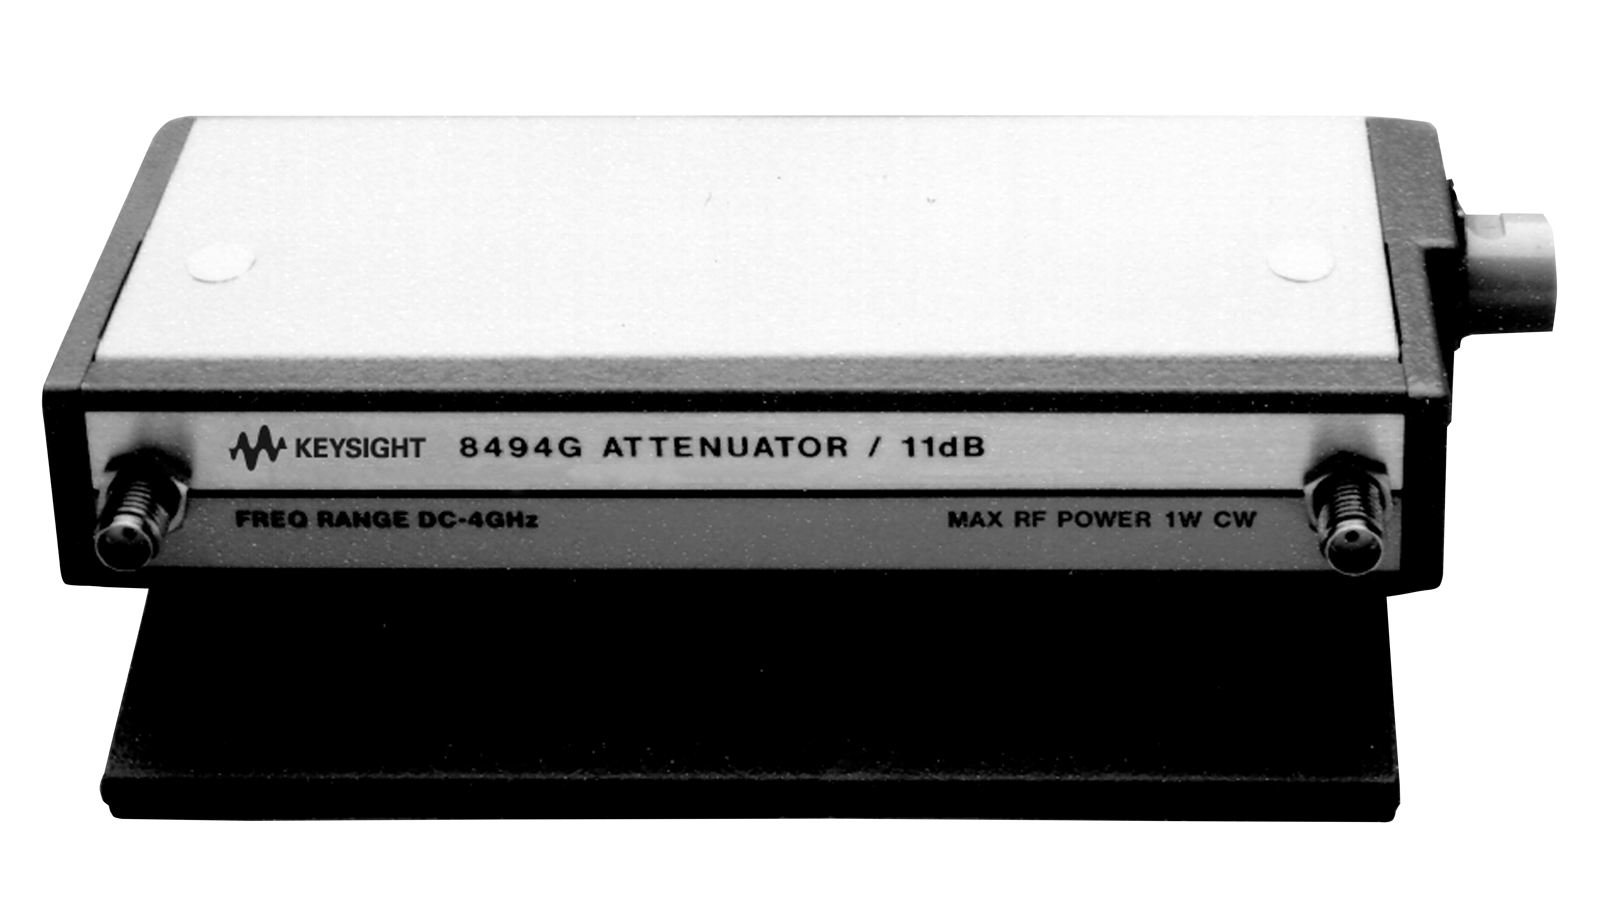 KEYSIGHT 8494G ATTENUATOR / 11dB
FREQ RANGE DC-4GHz
MAX RF POWER 1W CW